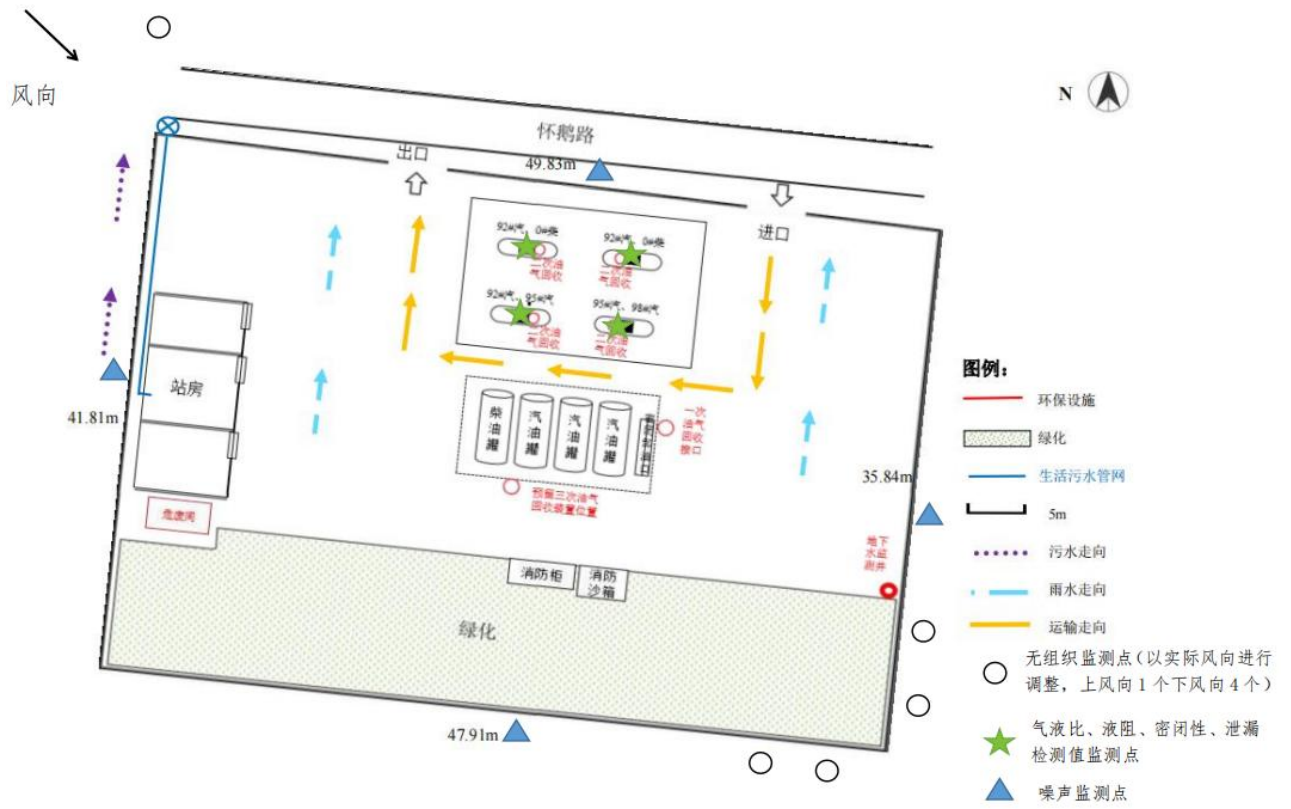 风向
N
怀鹅路
出口
49.83m
进口
92#汽、0#柴
92#汽、0#柴
二次油
气回收
二次油
气回收
92#汽、95#汽
95#汽、98#汽
二次油
气回收
二次油
气回收
站房
41.81m
柴油罐
汽油罐
汽油罐
汽油罐
一次
油气
回收
口
预留三次油气
回收装置位置
35.84m
危废间
地下
水监
测井
消防柜
消防
沙箱
绿化
47.91m
图例：
环保设施
绿化
生活污水管网
5m
污水走向
雨水走向
运输走向
无组织监测点（以实际风向进行
调整，上风向1个下风向4个）
气液比、液阻、密闭性、泄漏
检测值监测点
噪声监测点